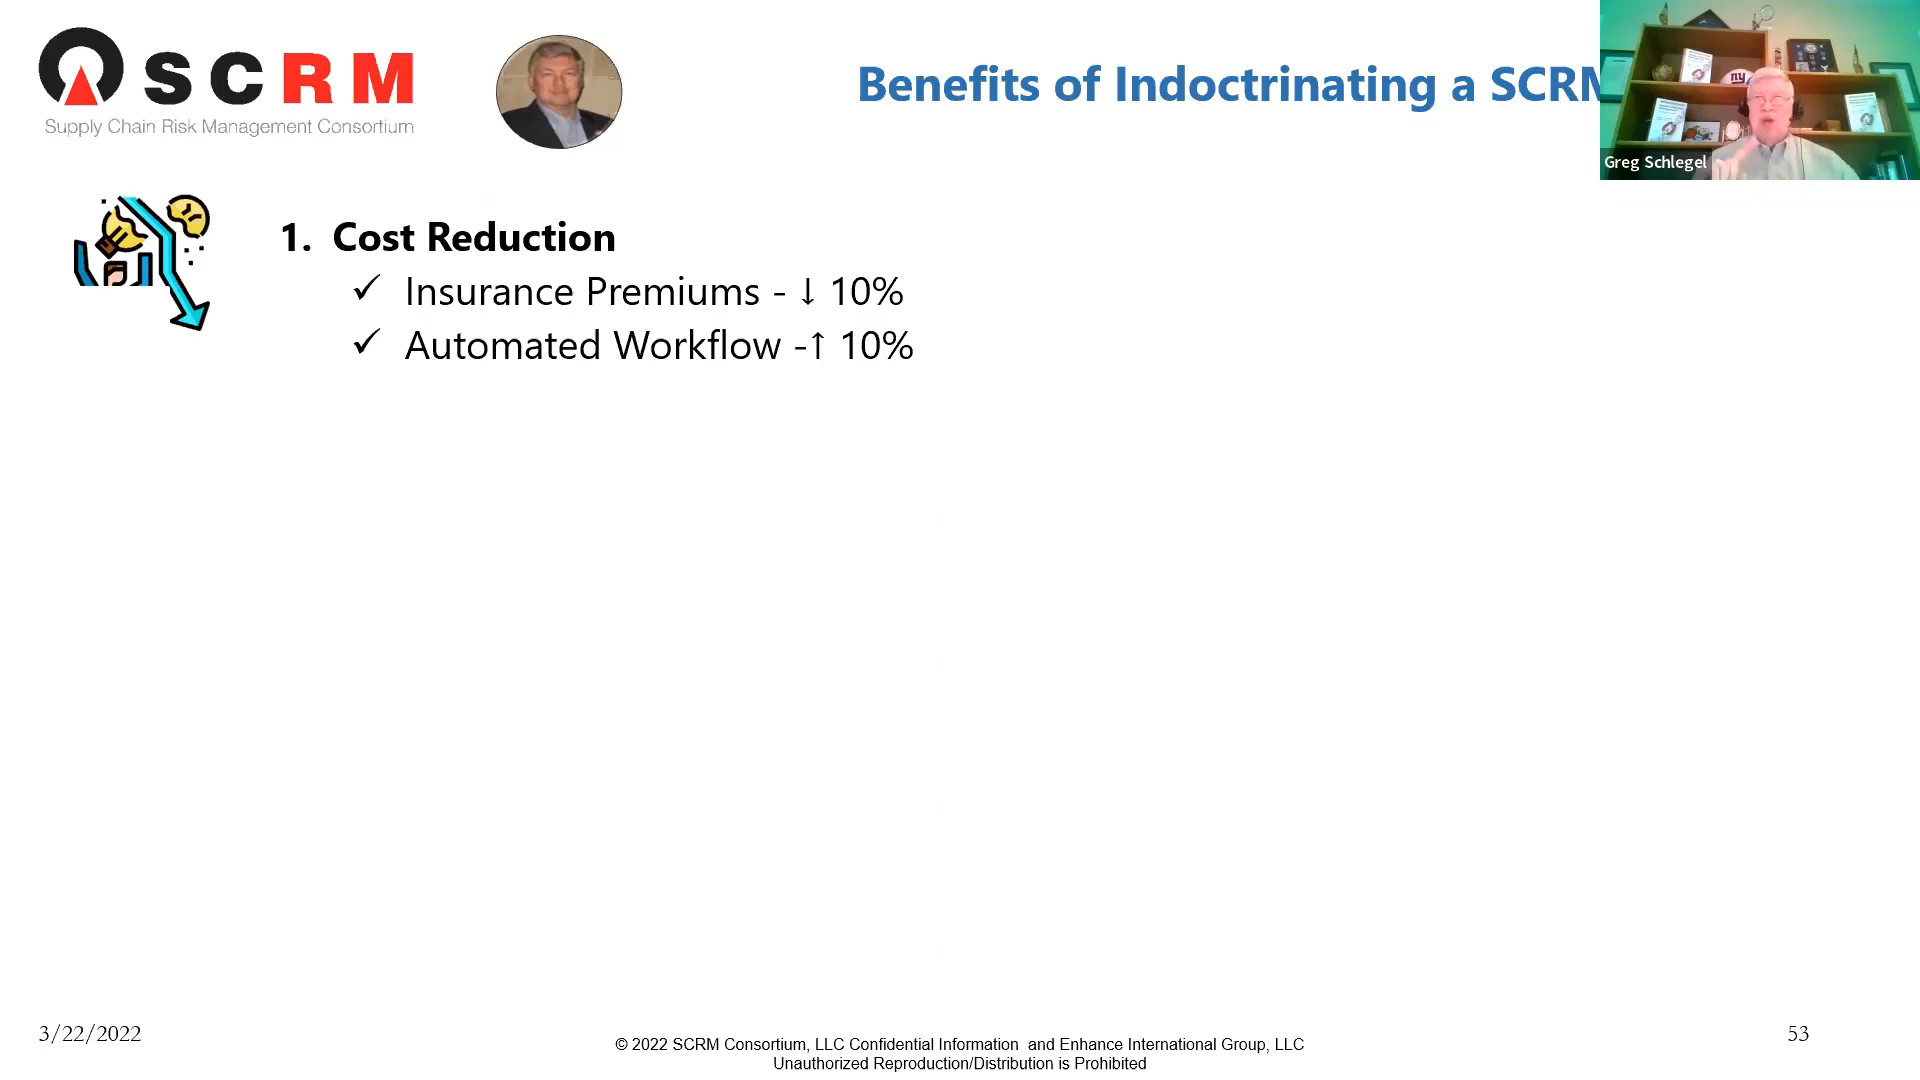 SCRM
Supply Chain Risk Management Consortium
Benefits of Indoctrinating a SCRM
Greg Schlegel
1. Cost Reduction
✓ Insurance Premiums - ↓ 10%
✓ Automated Workflow -↑ 10%
3/22/2022
© 2022 SCRM Consortium, LLC Confidential Information and Enhance International Group, LLC
Unauthorized Reproduction/Distribution is Prohibited
53